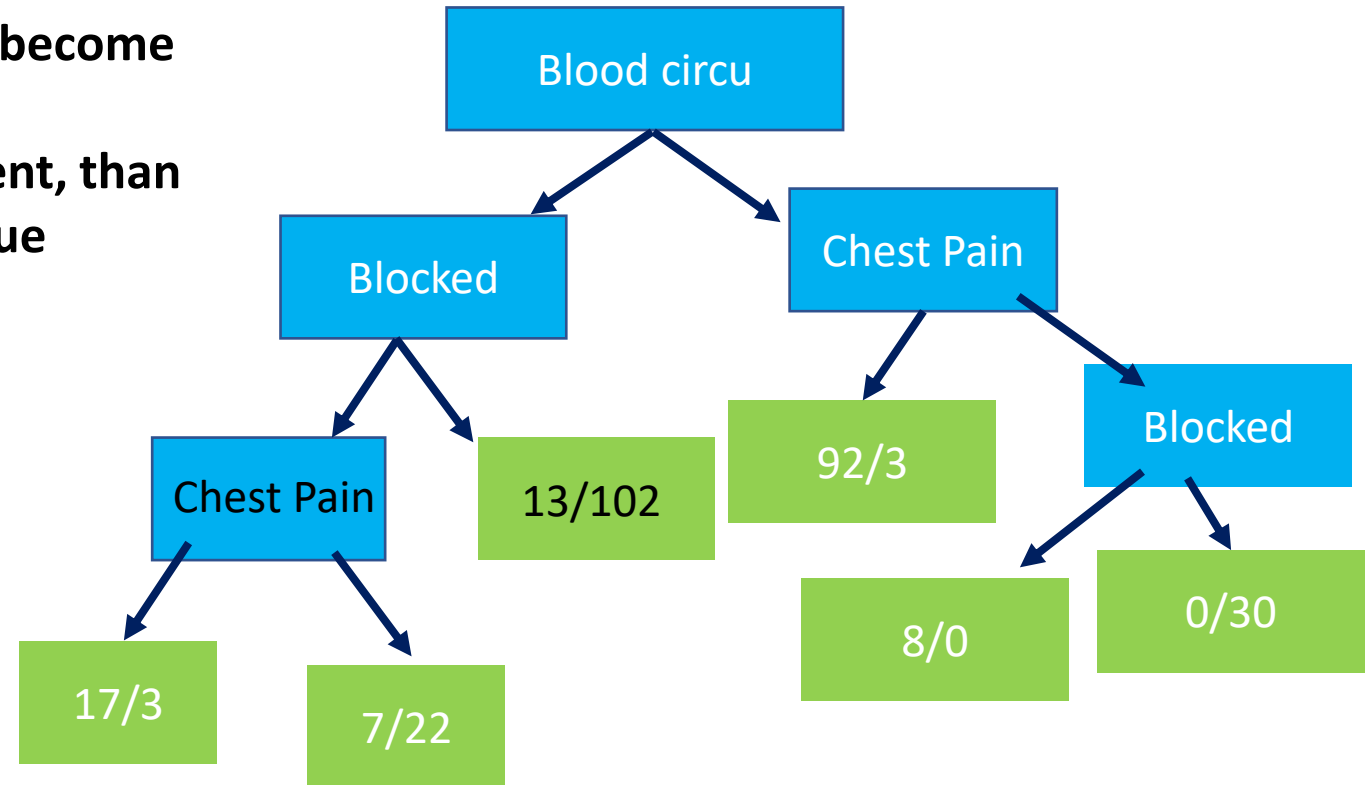 become
ent, than
ue
Blood circu
Blocked
Chest Pain
Chest Pain
13/102
92/3
Blocked
17/3
7/22
8/0
0/30